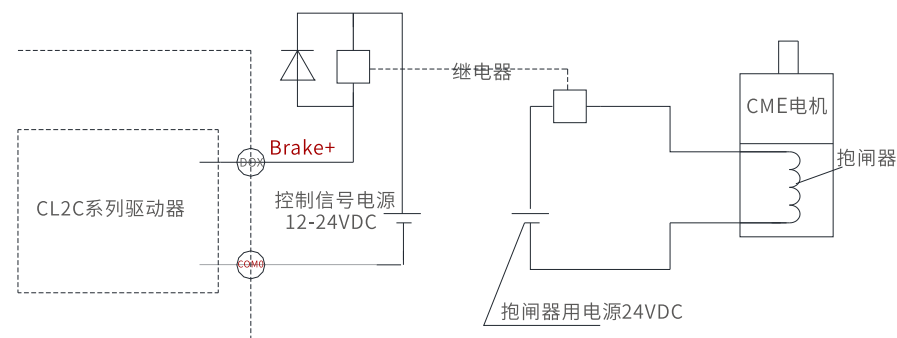 继电器
CME电机
Brake+
DOX
抱闸器
控制信号电源
12-24VDC
CL2C系列驱动器
COM0
抱闸器用电源24VDC